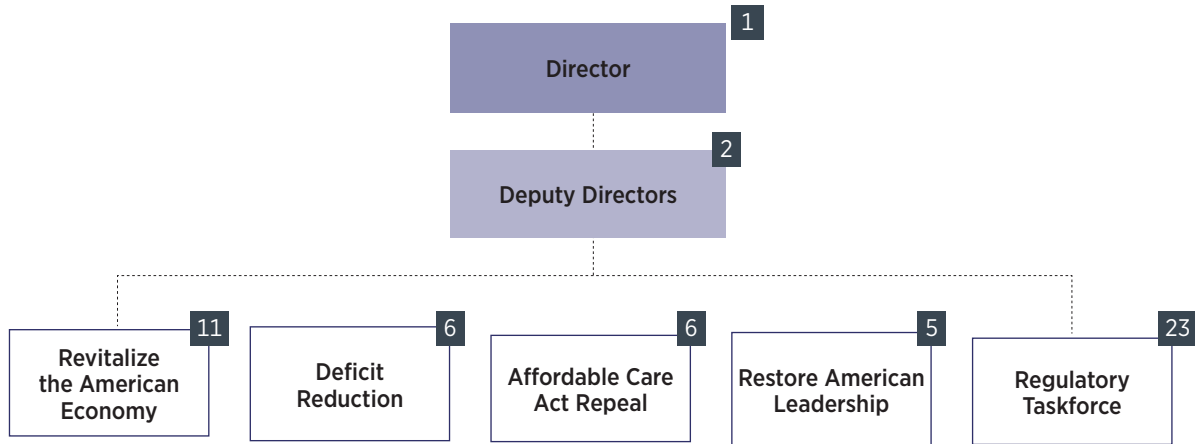 1
Director
2
Deputy Directors
11
Revitalize
the American
Economy
6
Deficit
Reduction
6
Affordable Care
Act Repeal
5
Restore American
Leadership
23
Regulatory
Taskforce